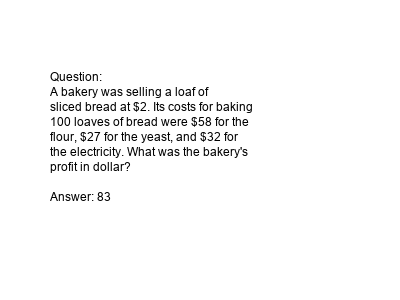 Question:
A bakery was selling a loaf of
sliced bread at $2. Its costs for baking
100 loaves of bread were $58 for the
flour, $27 for the yeast, and $32 for
the electricity. What was the bakery's
profit in dollar?
Answer: 83